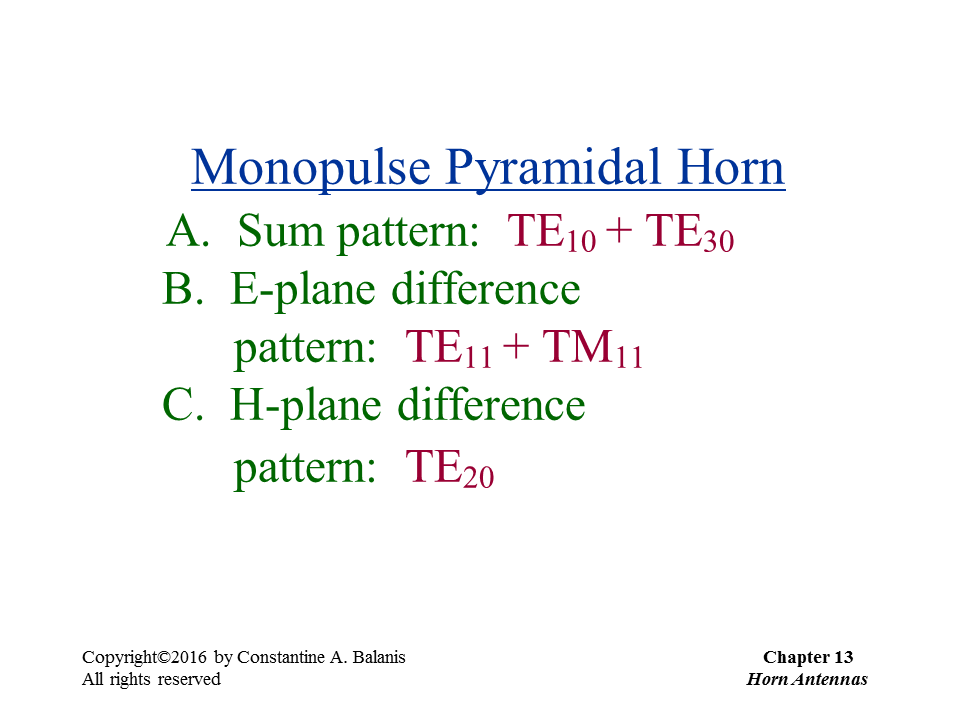 Monopulse Pyramidal Horn
A. Sum pattern: TE₁₀ + TE₃₀
B. E-plane difference
pattern: TE₁₁ + TM₁₁
C. H-plane difference
pattern: TE₂₀
Copyright©2016 by Constantine A. Balanis
All rights reserved
Chapter 13
Horn Antennas